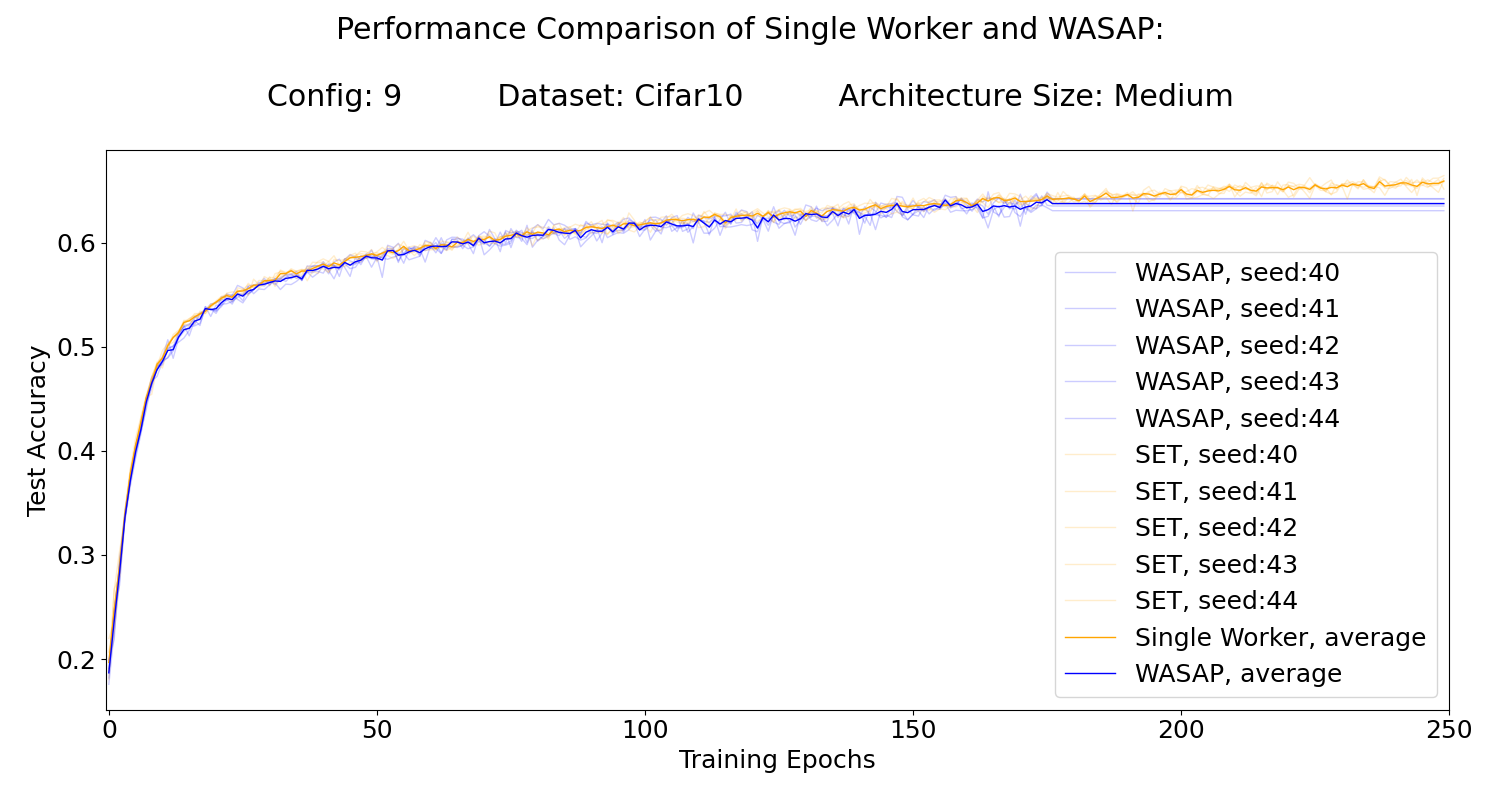 Performance Comparison of Single Worker and WASAP:
Config: 9 Dataset: Cifar10 Architecture Size: Medium
Test Accuracy
0.6
0.5
0.4
0.3
0.2
WASAP, seed:40
WASAP, seed:41
WASAP, seed:42
WASAP, seed:43
WASAP, seed:44
SET, seed:40
SET, seed:41
SET, seed:42
SET, seed:43
SET, seed:44
Single Worker, average
WASAP, average
0 50 100 150 200 250
Training Epochs